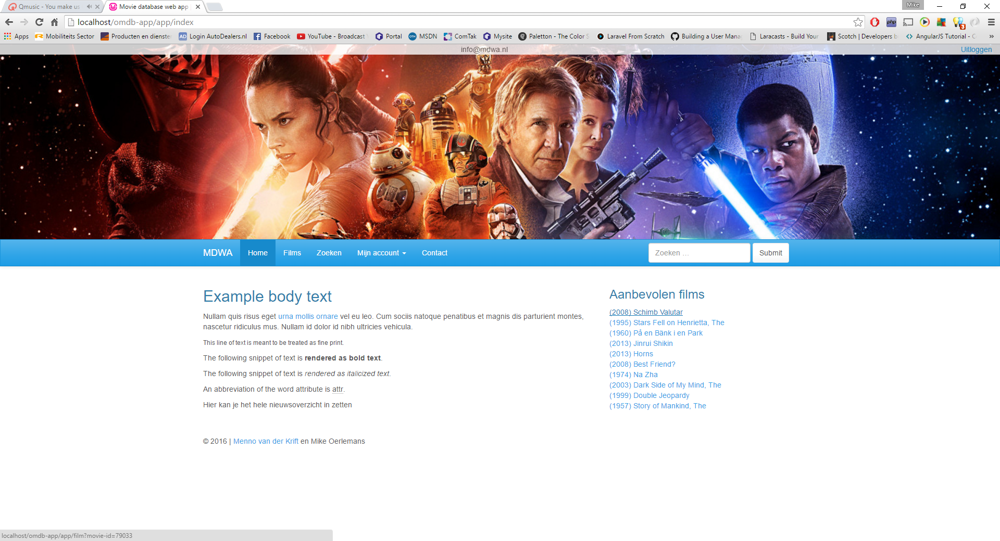 Qmusic - You make us
Movie database web app
Mike
localhost/omdb-app/app/index
php
3
Apps
Mobiliteits Sector
Producten en dienste
AD Login AutoDealers.nl
Facebook
YouTube - Broadcast
Portal
MSDN
ComTak
Mysite
Paletton - The Color S
Laravel From Scratch
Building a User Mana
Laracasts - Build Your
Scotch | Developers b
AngularJS Tutorial - C
»
info@mdwa.nl
Uitloggen
MDWA
Home
Films
Zoeken
Mijn account
Contact
Zoeken ...
Submit
Example body text
Nullam quis risus eget urna mollis ornare vel eu leo. Cum sociis natoque penatibus et magnis dis parturient montes,
nascetur ridiculus mus. Nullam id dolor id nibh ultricies vehicula.
This line of text is meant to be treated as fine print.
The following snippet of text is rendered as bold text.
The following snippet of text is rendered as italicized text.
An abbreviation of the word attribute is attr.
Hier kan je het hele nieuwsoverzicht in zetten
Aanbevolen films
(2008) Schimb Valutar
(1995) Stars Fell on Henrietta, The
(1960) På en Bänk i en Park
(2013) Jinrui Shikin
(2013) Horns
(2008) Best Friend?
(1974) Na Zha
(2003) Dark Side of My Mind, The
(1999) Double Jeopardy
(1957) Story of Mankind, The
© 2016 | Menno van der Krift en Mike Oerlemans
localhost/omdb-app/app/film?movie-id=79033